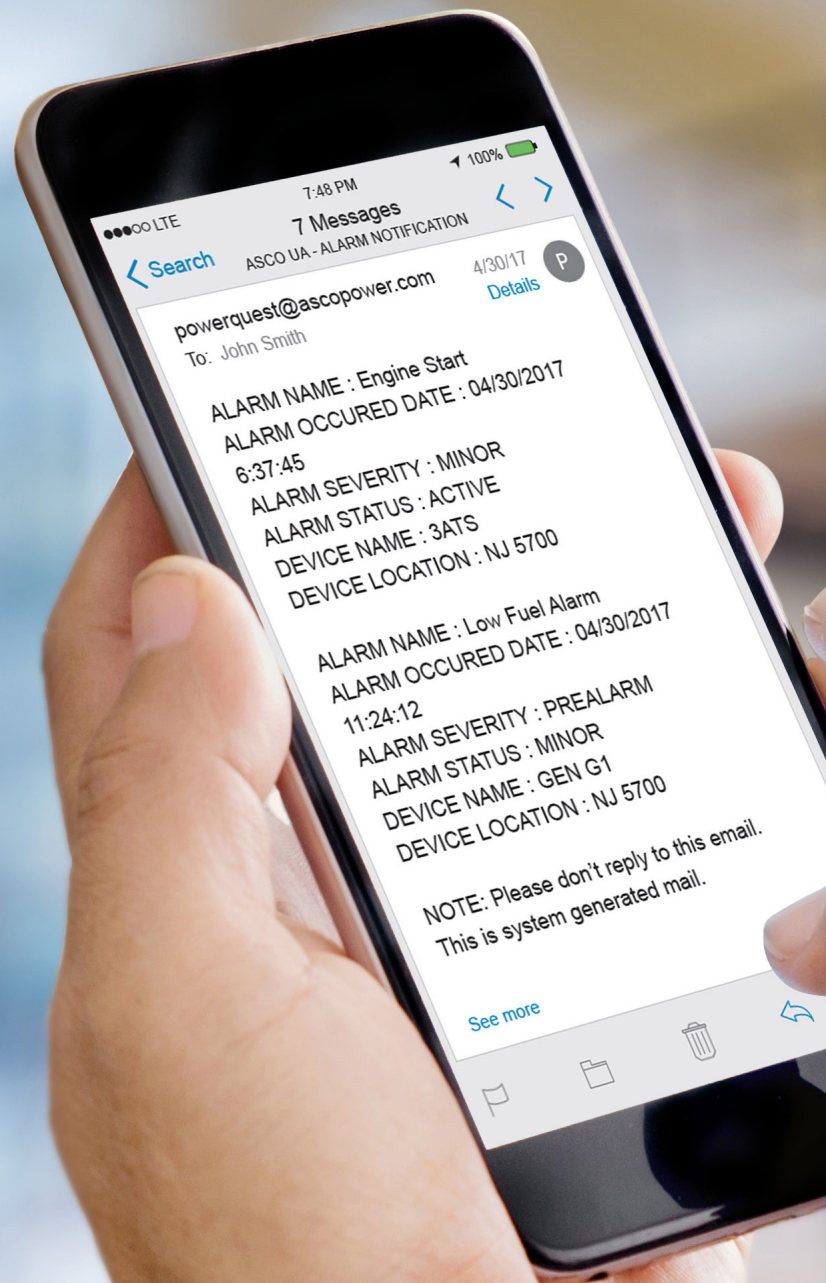 ●●●○○ LTE 7:48 PM 100%
Search 7 Messages
ASCO UA - ALARM NOTIFICATION
powerquest@ascopower.com 4/30/17 P
To: John Smith Details
ALARM NAME : Engine Start
ALARM OCCURED DATE : 04/30/2017
6:37:45
ALARM SEVERITY : MINOR
ALARM STATUS : ACTIVE
DEVICE NAME : 3ATS
DEVICE LOCATION : NJ 5700
ALARM NAME : Low Fuel Alarm
ALARM OCCURED DATE : 04/30/2017
11:24:12
ALARM SEVERITY : PREALARM
ALARM STATUS : MINOR
DEVICE NAME : GEN G1
DEVICE LOCATION : NJ 5700
NOTE: Please don't reply to this email.
This is system generated mail.
See more